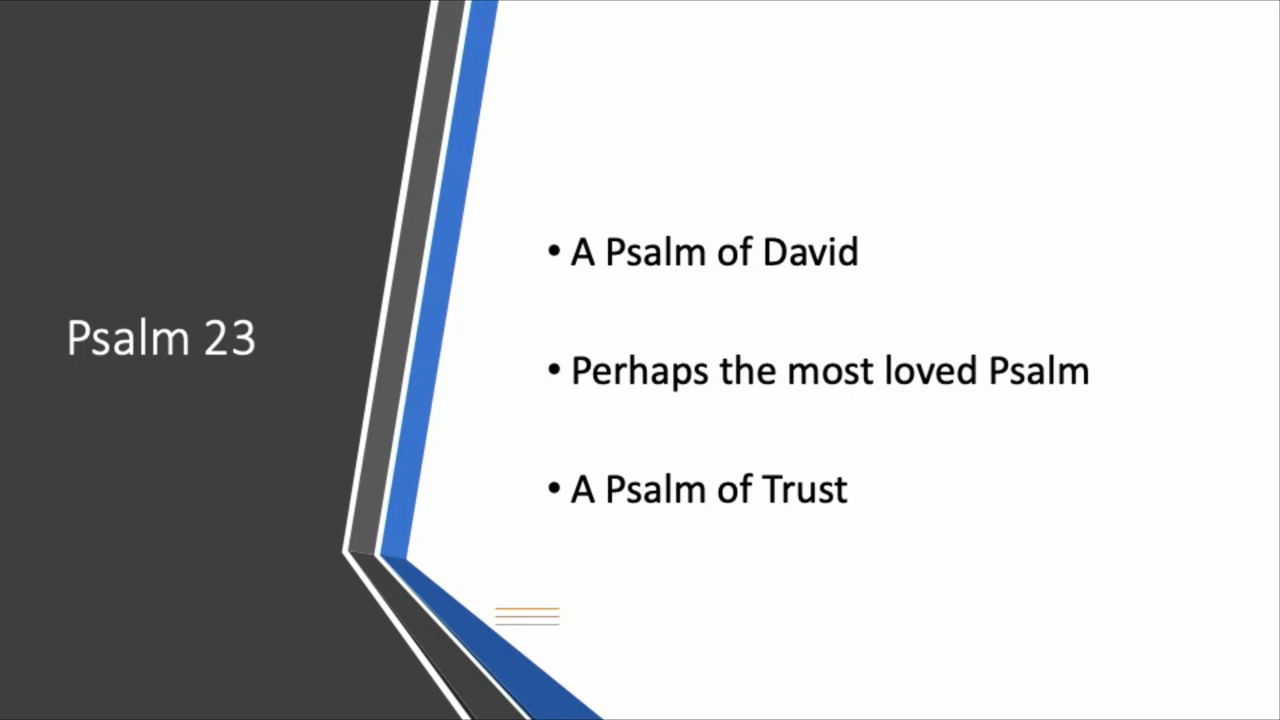 Psalm 23
• A Psalm of David
• Perhaps the most loved Psalm
• A Psalm of Trust